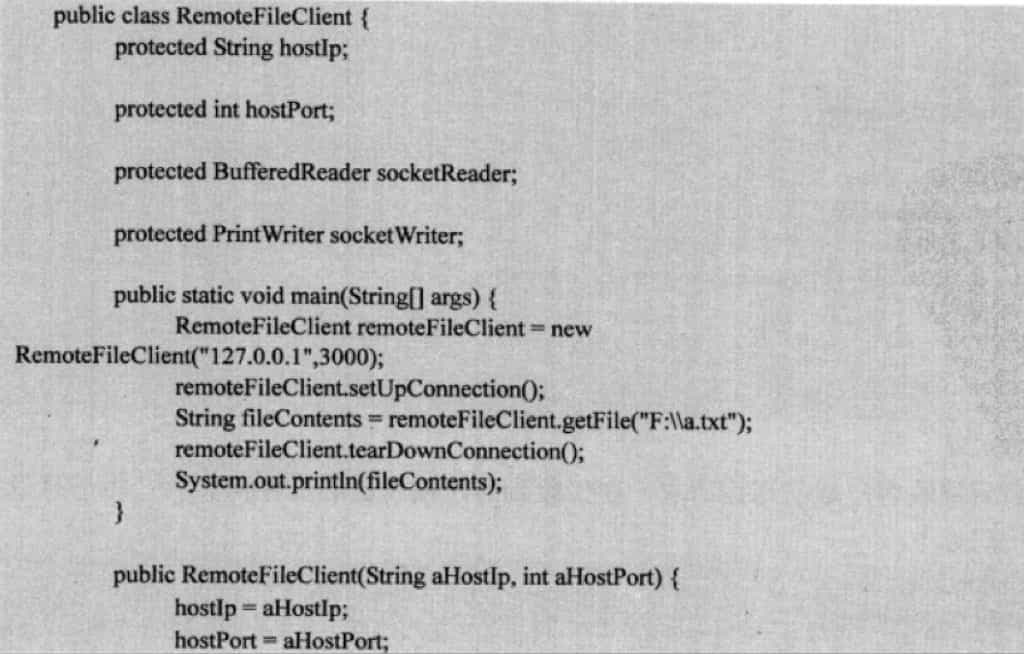 public class RemoteFileClient {
protected String hostIp;
protected int hostPort;
protected BufferedReader socketReader;
protected PrintWriter socketWriter;
public static void main(String[] args) {
RemoteFileClient remoteFileClient = new
RemoteFileClient("127.0.0.1",3000);
remoteFileClient.setUpConnection();
String fileContents = remoteFileClient.getFile("F:\\a.txt");
remoteFileClient.tearDownConnection();
System.out.println(fileContents);
}
public RemoteFileClient(String aHostIp, int aHostPort) {
hostIp = aHostIp;
hostPort = aHostPort;